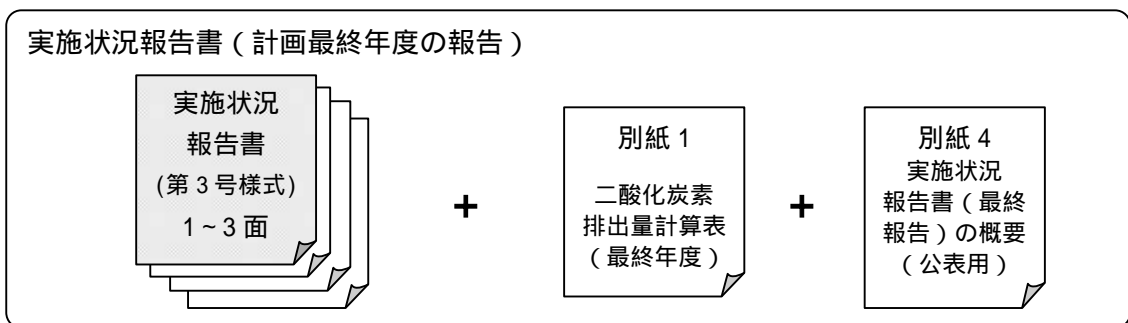 実施状況報告書（計画最終年度の報告）
実施状況
報告書
(第３号様式)
１~３面
+
別紙１
二酸化炭素
排出量計算表
（最終年度）
+
別紙４
実施状況
報告書（最終
報告）の概要
（公表用）